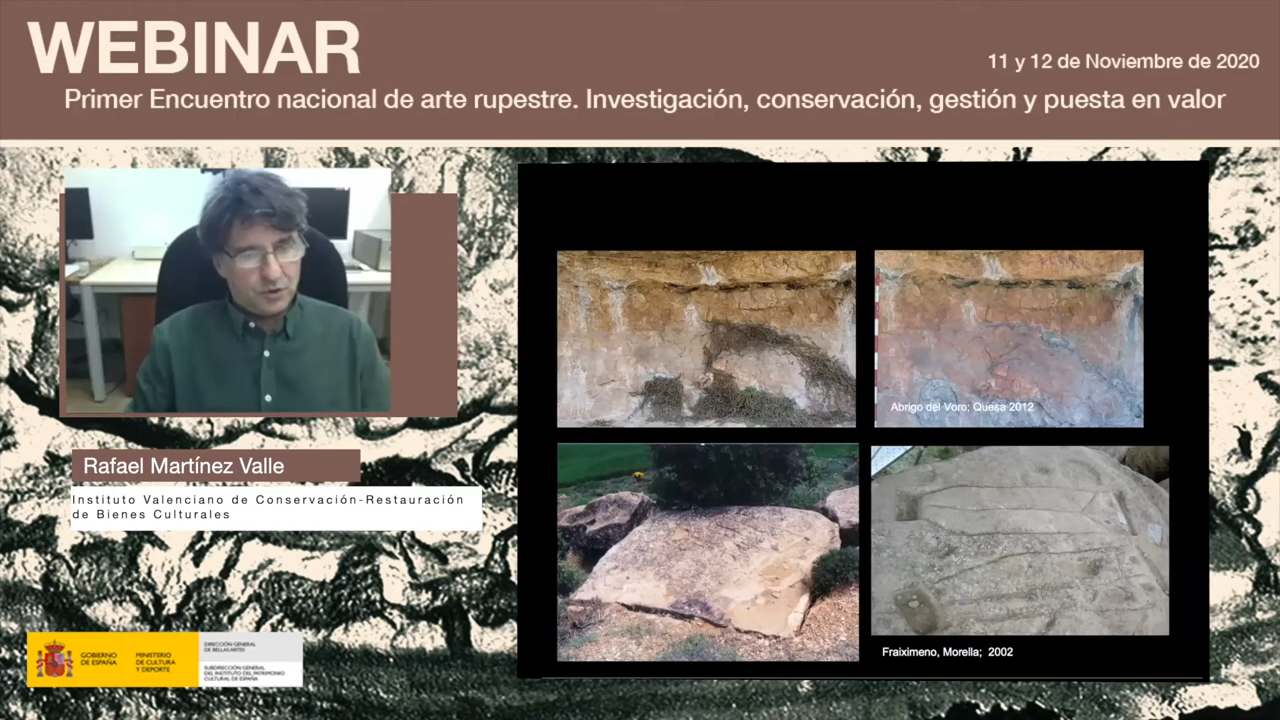 WEBINAR
11 y 12 de Noviembre de 2020
Primer Encuentro nacional de arte rupestre. Investigación, conservación, gestión y puesta en valor
Abrigo del Voro; Quesa 2012
Rafael Martínez Valle
Instituto Valenciano de Conservación-Restauración
de Bienes Culturales
Fraiximeno, Morella; 2002
GOBIERNO
DE ESPAÑA
MINISTERIO
DE CULTURA
Y DEPORTE
DIRECCIÓN GENERAL
DE BELLAS ARTES
SUBDIRECCIÓN GENERAL
DEL INSTITUTO DEL PATRIMONIO
CULTURAL DE ESPAÑA